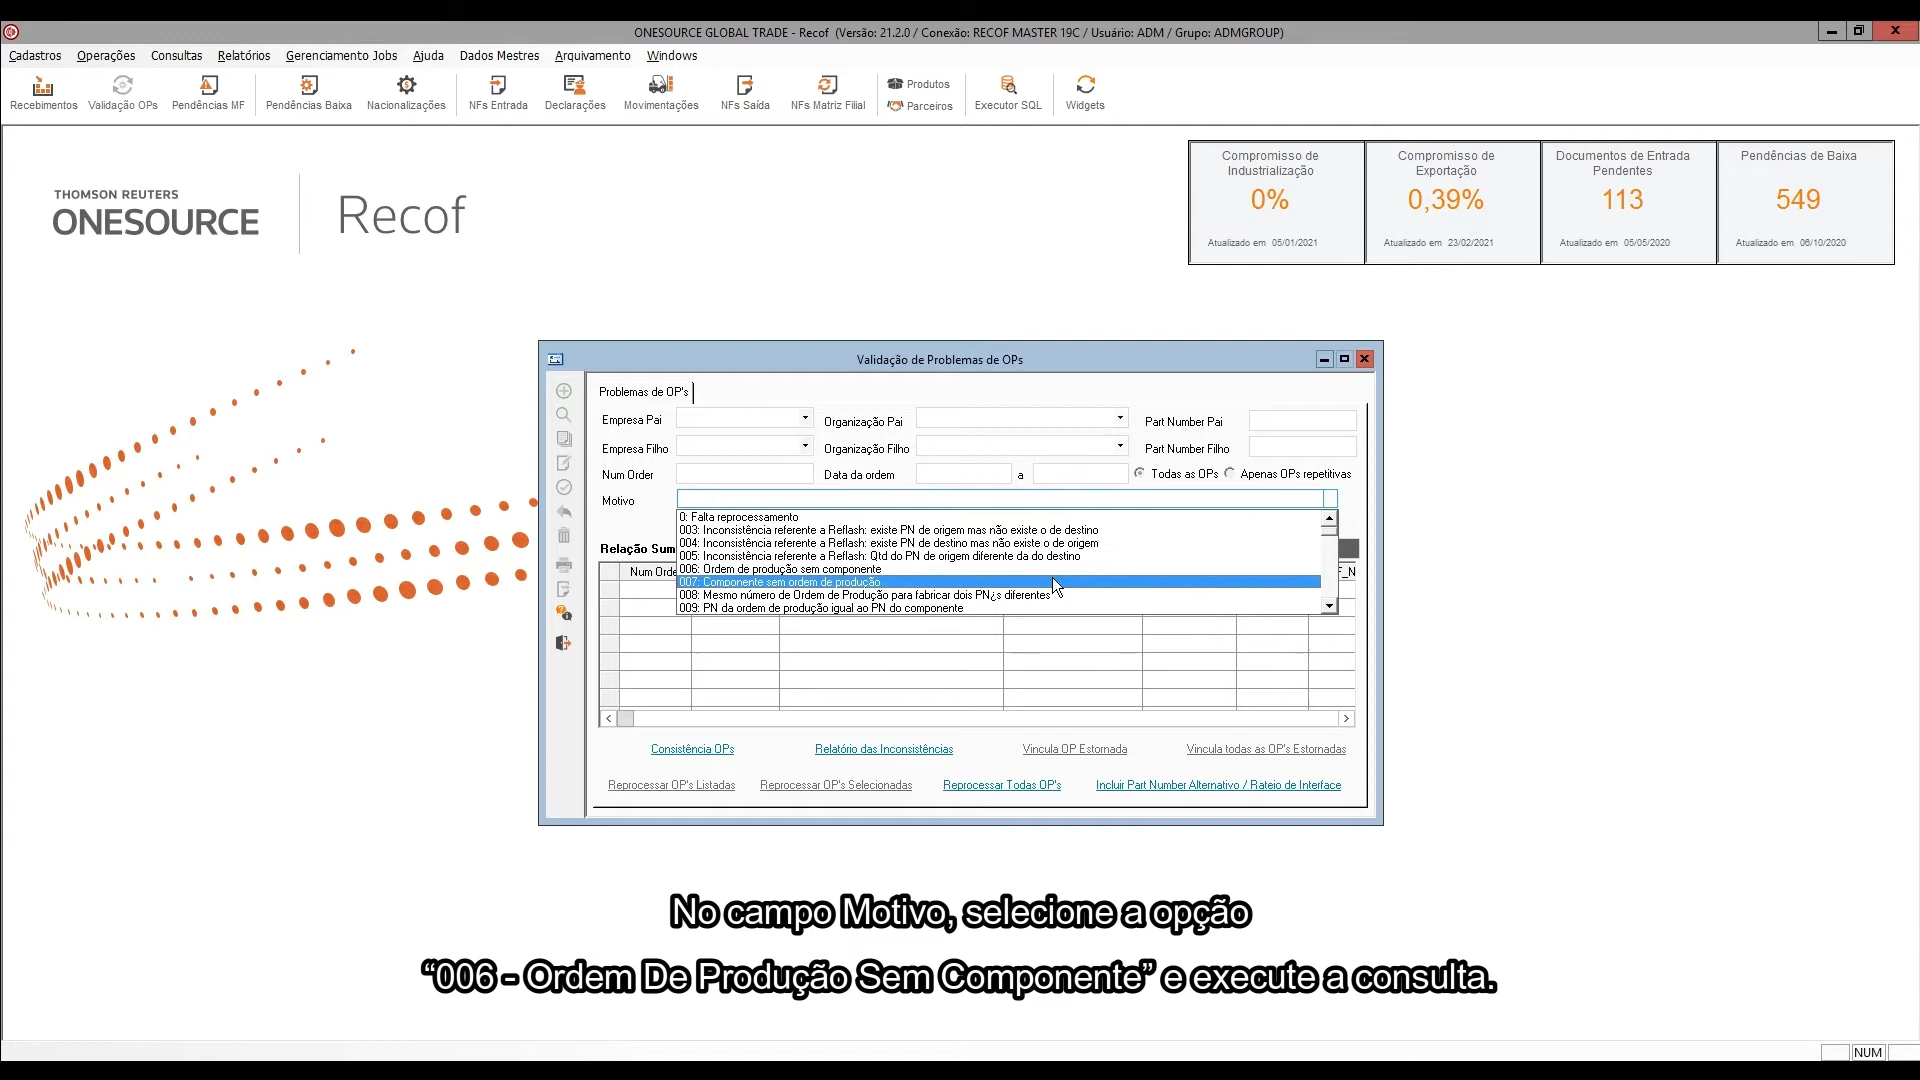 ONESOURCE GLOBAL TRADE - Recof (Versão: 21.2.0 / Conexão: RECOF MASTER 19C / Usuário: ADM / Grupo: ADMGROUP)
Cadastros Operações Consultas Relatórios Gerenciamento Jobs Ajuda Dados Mestres Arquivamento Windows
Recebimentos Validação OPs Pendências MF Pendências Baixa Nacionalizações NFs Entrada Declarações Movimentações NFs Saída NFs Matriz Filial Produtos Parceiros Executor SQL Widgets
THOMSON REUTERS
ONESOURCE
Recof
Compromisso de
Industrialização
0%
Atualizado em 05/01/2021
Compromisso de
Exportação
0,39%
Atualizado em 23/02/2021
Documentos de Entrada
Pendentes
113
Atualizado em 05/05/2020
Pendências de Baixa
549
Atualizado em 06/10/2020
Validação de Problemas de OPs
Problemas de OP's
Empresa Pai Organização Pai Part Number Pai
Empresa Filho Organização Filho Part Number Filho
Num Order Data da ordem a Todas as OPs Apenas OPs repetitivas
Motivo
0: Falta reprocessamento
003: Inconsistência referente a Reflash: existe PN de origem mas não existe o de destino
004: Inconsistência referente a Reflash: existe PN de destino mas não existe o de origem
005: Inconsistência referente a Reflash: Qtd do PN de origem diferente da do destino
006: Ordem de produção sem componente
007: Componente sem ordem de produção
008: Mesmo número de Ordem de Produção para fabricar dois PN¿s diferentes
009: PN da ordem de produção igual ao PN do componente
Relação Sum
Num Orde F_N
Consistência OPs Relatório das Inconsistências Vincula OP Estornada Vincula todas as OP's Estornadas
Reprocessar OP's Listadas Reprocessar OP's Selecionadas Reprocessar Todas OP's Incluir Part Number Alternativo / Rateio de Interface
No campo Motivo, selecione a opção
“006 - Ordem De Produção Sem Componente” e execute a consulta.
NUM